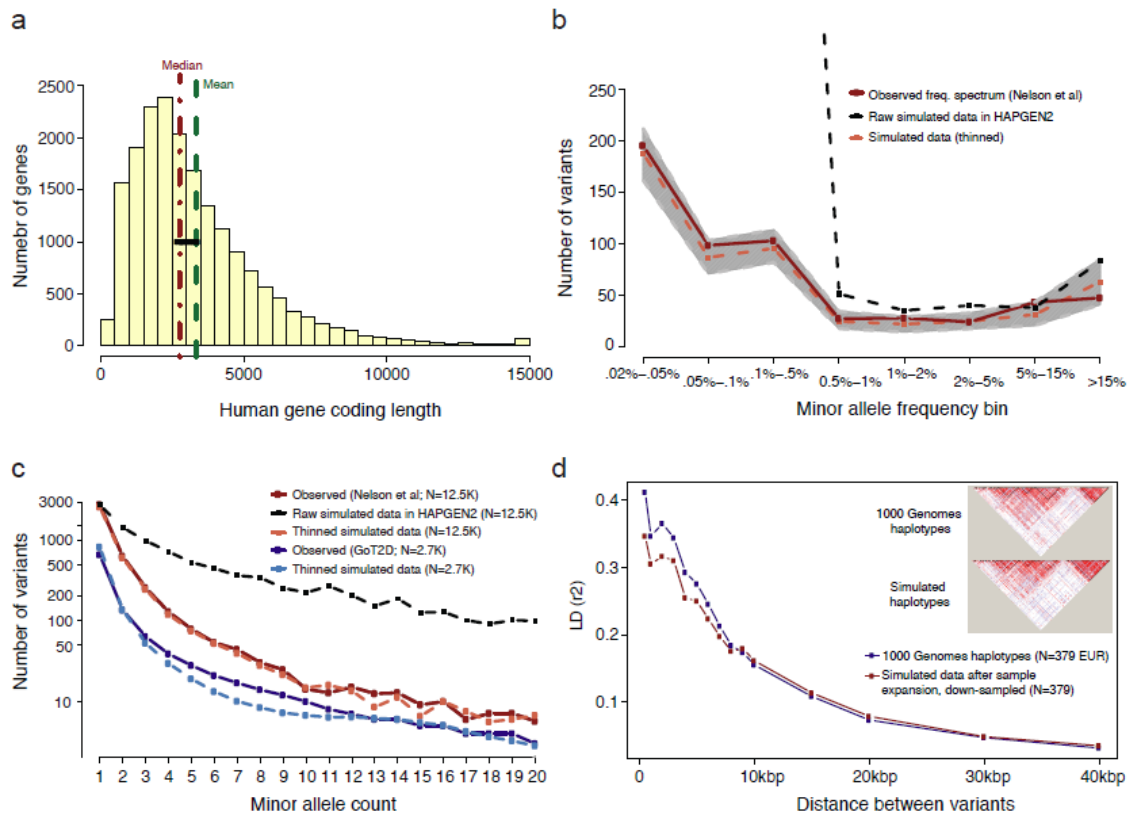 a
Median
Mean
Numebr of genes
2500
2000
1500
1000
500
0
0 5000 10000 15000
Human gene coding length
b
Observed freq. spectrum (Nelson et al)
Raw simulated data in HAPGEN2
Simulated data (thinned)
Number of variants
250
200
150
100
50
0
.02%–.05% .05%–.1% .1%–.5% 0.5%–1% 1%–2% 2%–5% 5%–15% >15%
Minor allele frequency bin
c
Observed (Nelson et al; N=12.5K)
Raw simulated data in HAPGEN2 (N=12.5K)
Thinned simulated data (N=12.5K)
Observed (GoT2D; N=2.7K)
Thinned simulated data (N=2.7K)
Number of variants
3000
1000
500
200
100
50
10
1 2 3 4 5 6 7 8 9 10 11 12 13 14 15 16 17 18 19 20
Minor allele count
d
1000 Genomes
haplotypes
Simulated
haplotypes
1000 Genomes haplotypes (N=379 EUR)
Simulated data after sample
expansion, down-sampled (N=379)
LD (r2)
0.4
0.3
0.2
0.1
0 10kbp 20kbp 30kbp 40kbp
Distance between variants